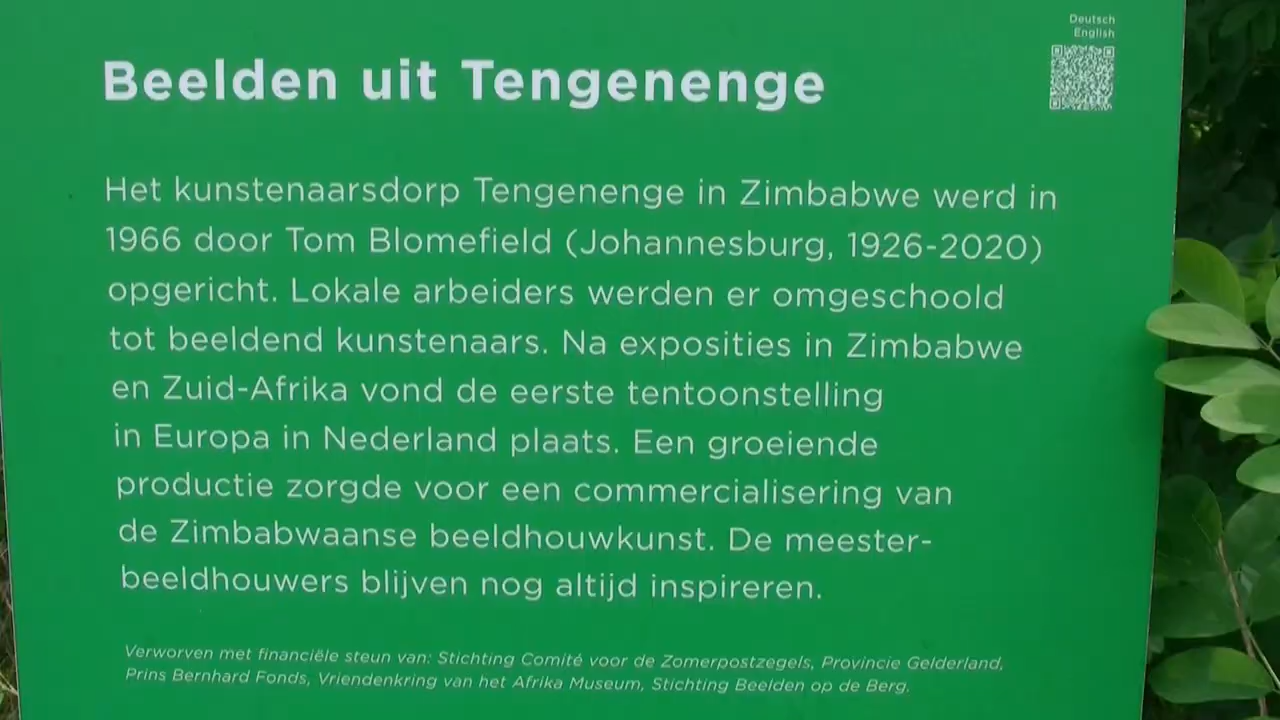 Deutsch
English
Beelden uit Tengenenge
Het kunstenaarsdorp Tengenenge in Zimbabwe werd in
1966 door Tom Blomefield (Johannesburg, 1926-2020)
opgericht. Lokale arbeiders werden er omgeschoold
tot beeldend kunstenaars. Na exposities in Zimbabwe
en Zuid-Afrika vond de eerste tentoonstelling
in Europa in Nederland plaats. Een groeiende
productie zorgde voor een commercialisering van
de Zimbabwaanse beeldhouwkunst. De meester-
beeldhouwers blijven nog altijd inspireren.
Verworven met financiële steun van: Stichting Comité voor de Zomerpostzegels, Provincie Gelderland,
Prins Bernhard Fonds, Vriendenkring van het Afrika Museum, Stichting Beelden op de Berg.